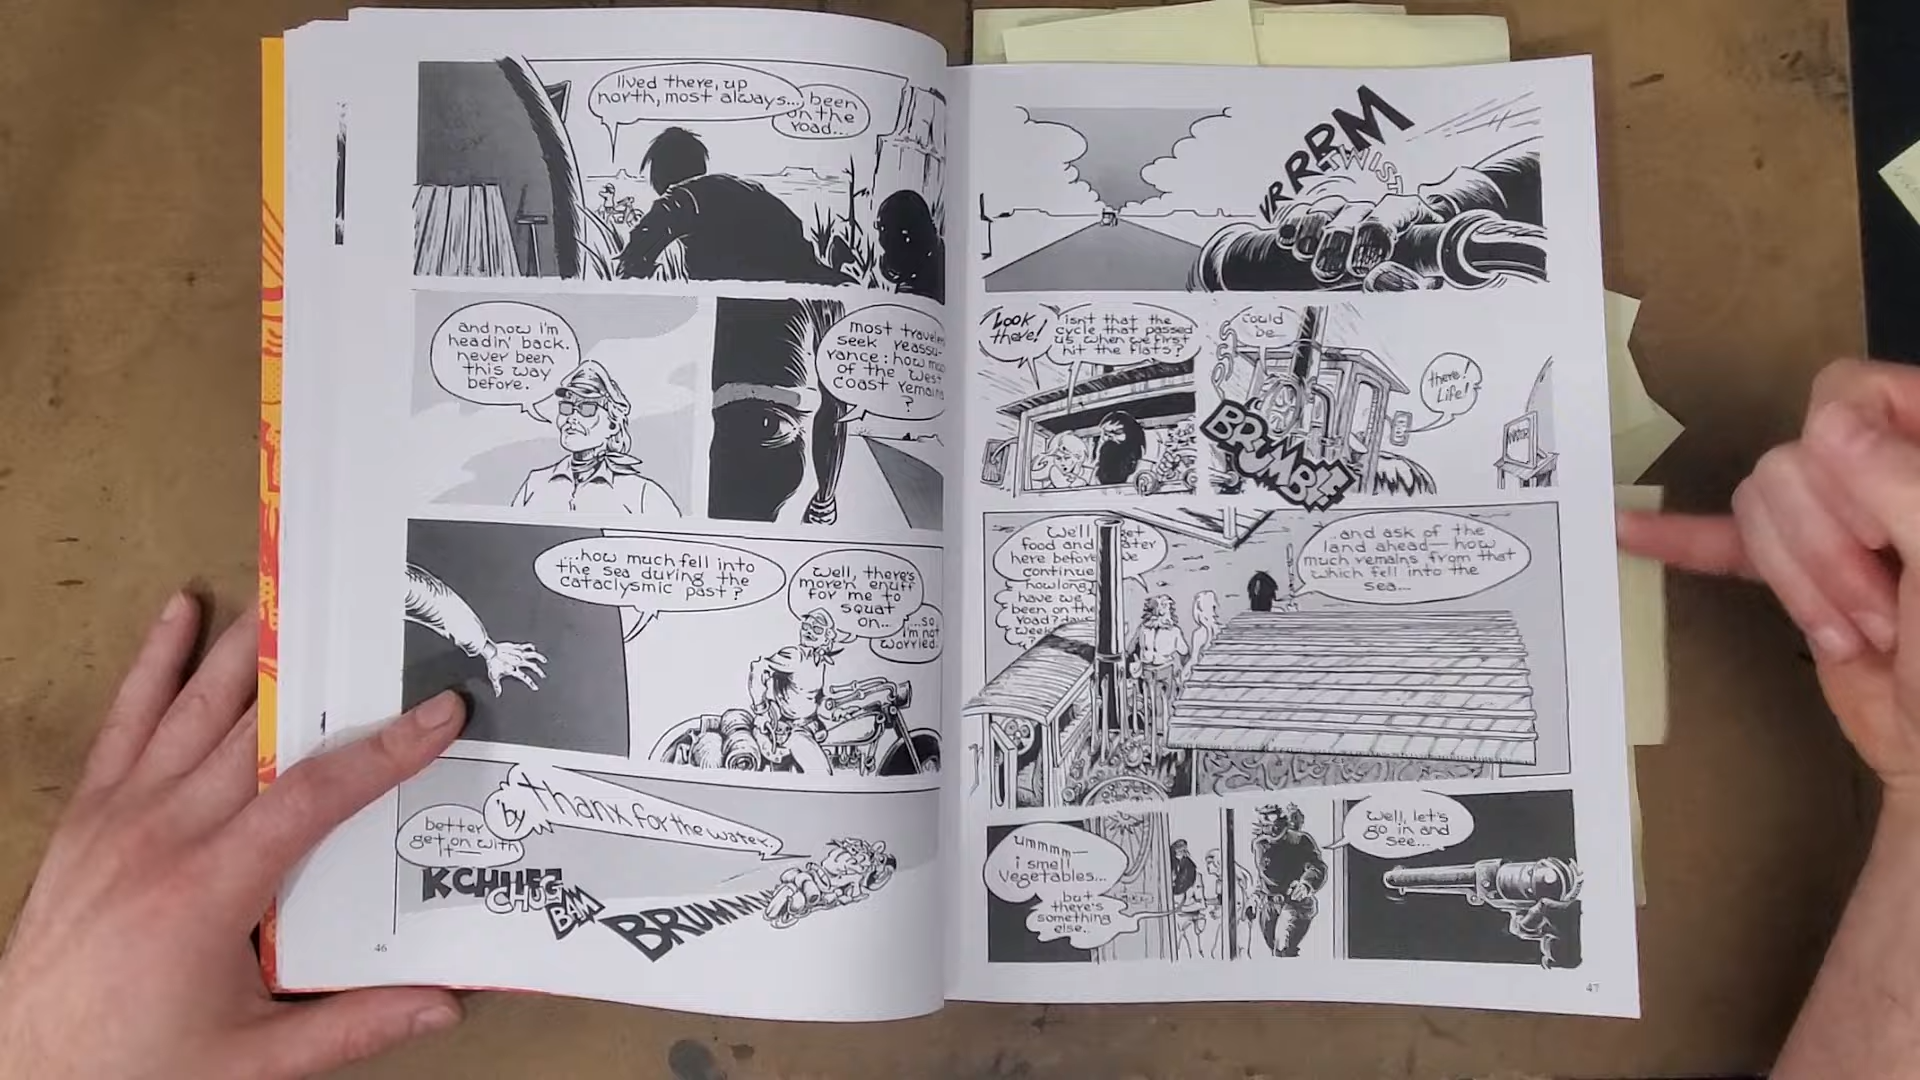 lived there, up
north, most always...
been
on the
road...
and now i'm
headin' back.
never been
this way
before.
most
seek reassu-
rance: how
of the West
Coast remains
?
...how much fell into
the sea during the
cataclysmic past?
Well, there's
more'n enuff
for me to
squat
on...
...so
i'm not
worried.
better
get on with
it—
'by
thanx for the water.
CHUG
BAM
BRUMMM
46
VRRRRM
TWIST
Look
there!
isn't that the
cycle that passed
us when we first
hit the flats?
Could
be...
there!
Life!
WATER
BRUMBLE
We'll get
food and water
here before we
continue
how long
have we
been on the
road? days
weeks
?
...and ask of the
land ahead— how
much remains from that
which fell into the
sea...
ummmm—
i smell
vegetables...
but
there's
something
else..
Well, let's
go in and
see...
47